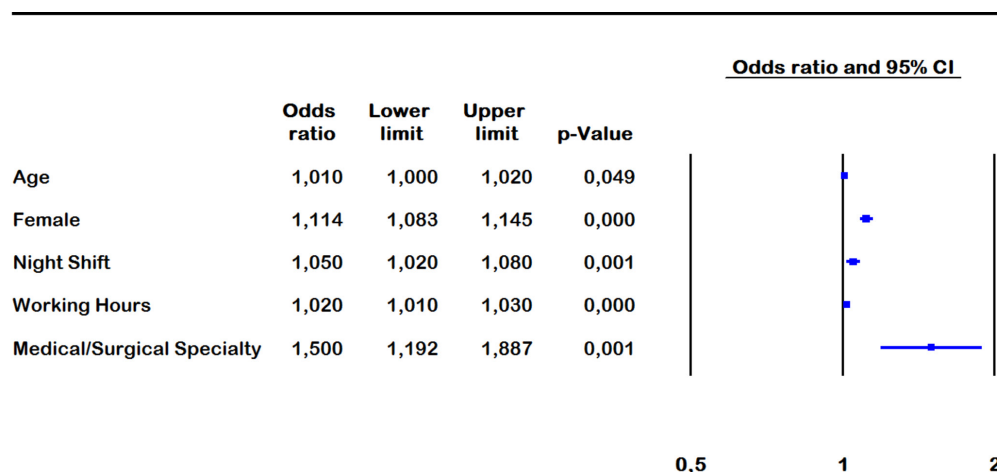 Odds ratio and 95% CI
Odds Lower Upper
ratio limit limit p-Value
Age 1,010 1,000 1,020 0,049
Female 1,114 1,083 1,145 0,000
Night Shift 1,050 1,020 1,080 0,001
Working Hours 1,020 1,010 1,030 0,000
Medical/Surgical Specialty 1,500 1,192 1,887 0,001
0,5 1 2